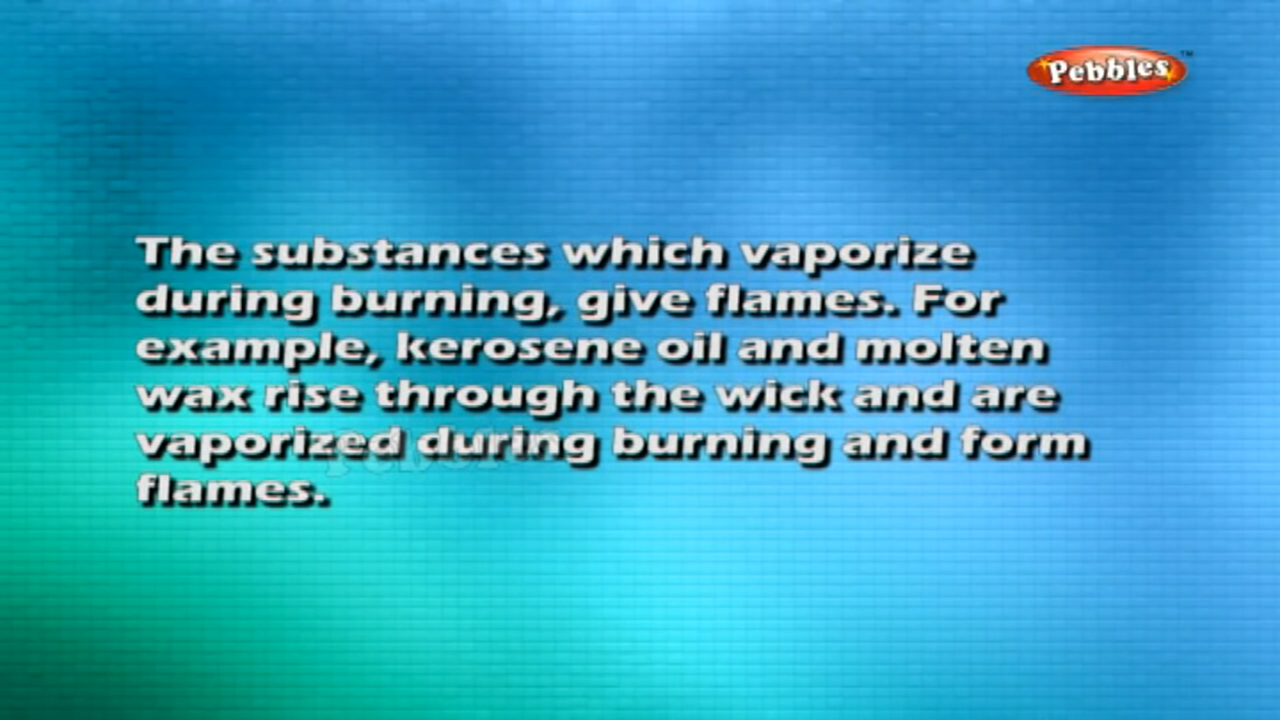 Pebbles™
The substances which vaporize
during burning, give flames. For
example, kerosene oil and molten
wax rise through the wick and are
vaporized during burning and form
flames.
Pebbles